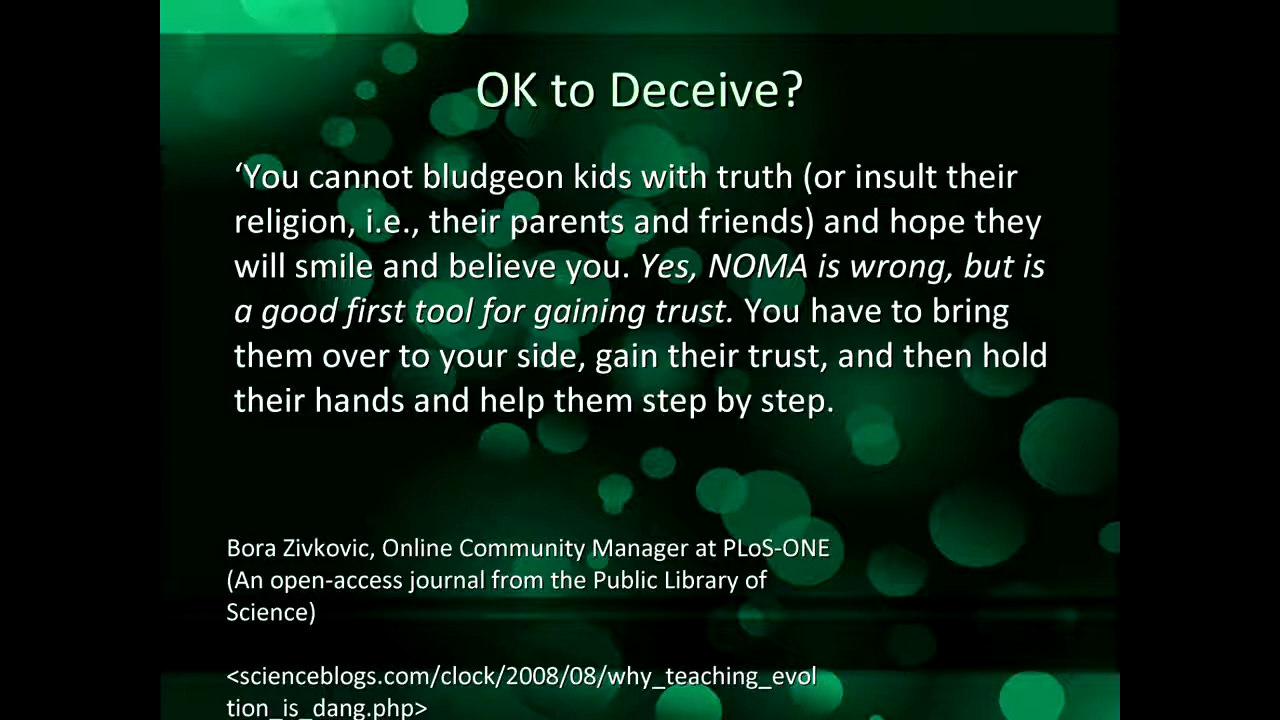 OK to Deceive?
‘You cannot bludgeon kids with truth (or insult their
religion, i.e., their parents and friends) and hope they
will smile and believe you. Yes, NOMA is wrong, but is
a good first tool for gaining trust. You have to bring
them over to your side, gain their trust, and then hold
their hands and help them step by step.
Bora Zivkovic, Online Community Manager at PLoS-ONE
(An open-access journal from the Public Library of
Science)
<scienceblogs.com/clock/2008/08/why_teaching_evol
tion_is_dang.php>